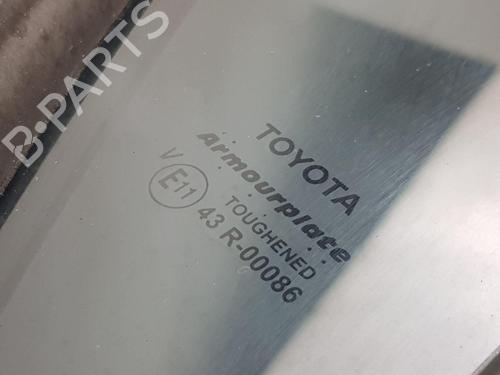 B-PARTS
TOYOTA
Armourplate
TOUGHENED
V
E11
43 R-00086